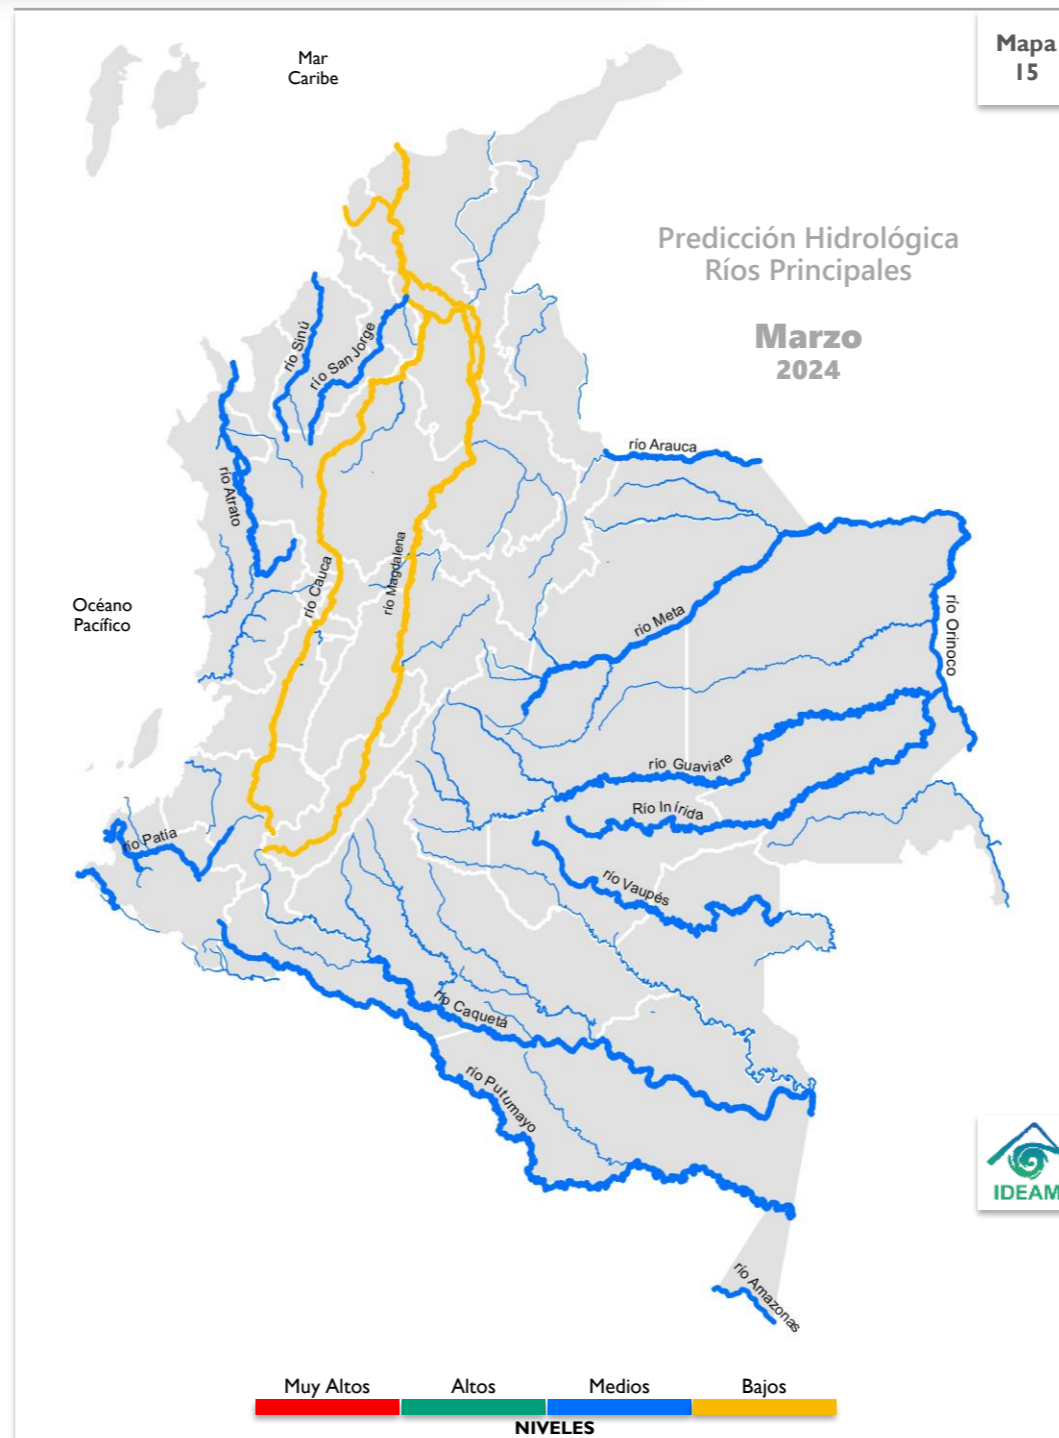 Mapa
15
Mar
Caribe
Predicción Hidrológica
Ríos Principales
Marzo
2024
río Sinú
río San Jorge
río Arauca
río Atrato
río Cauca
río Magdalena
Océano
Pacífico
río Meta
río Orinoco
río Guaviare
Río Inírida
río Patía
río Vaupés
río Caquetá
río Putumayo
IDEAM
río Amazonas
Muy Altos
Altos
Medios
Bajos
NIVELES